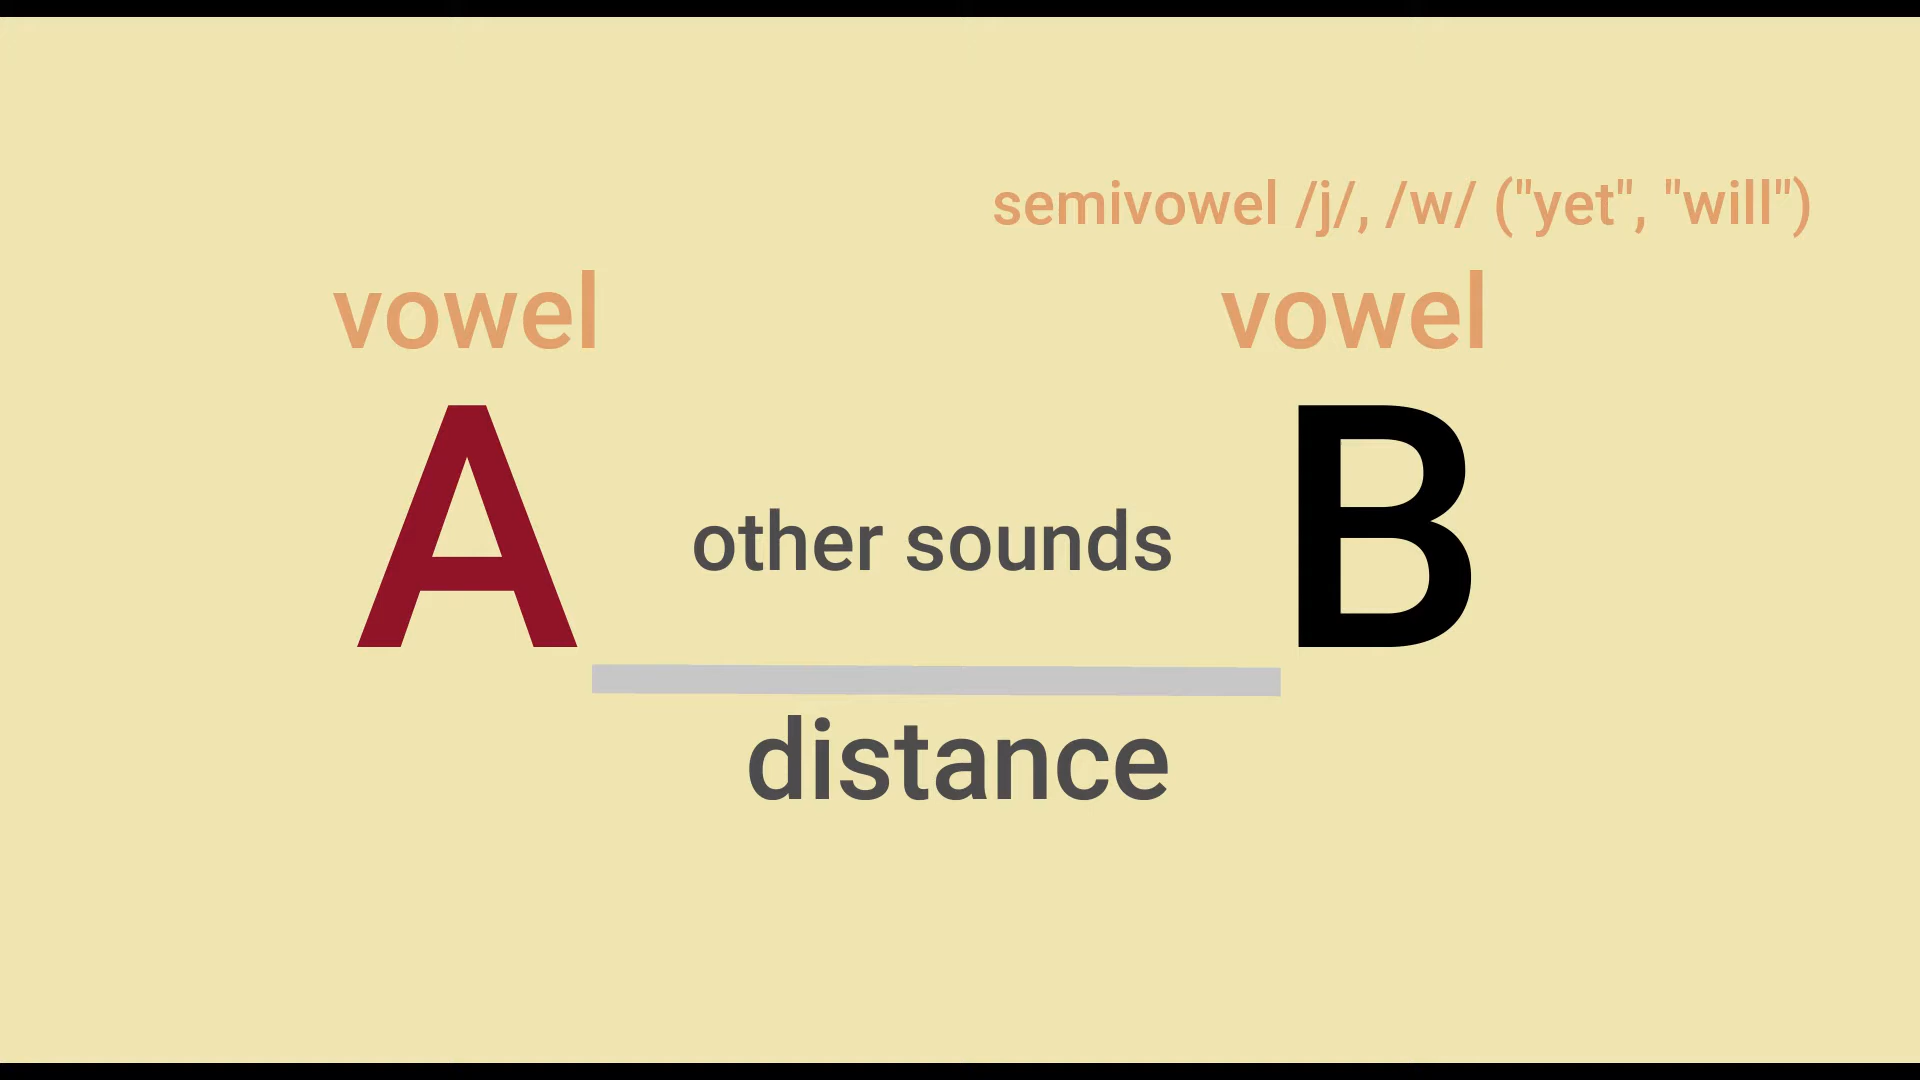 semivowel /j/, /w/ ("yet", "will")
vowel vowel
A other sounds B
distance